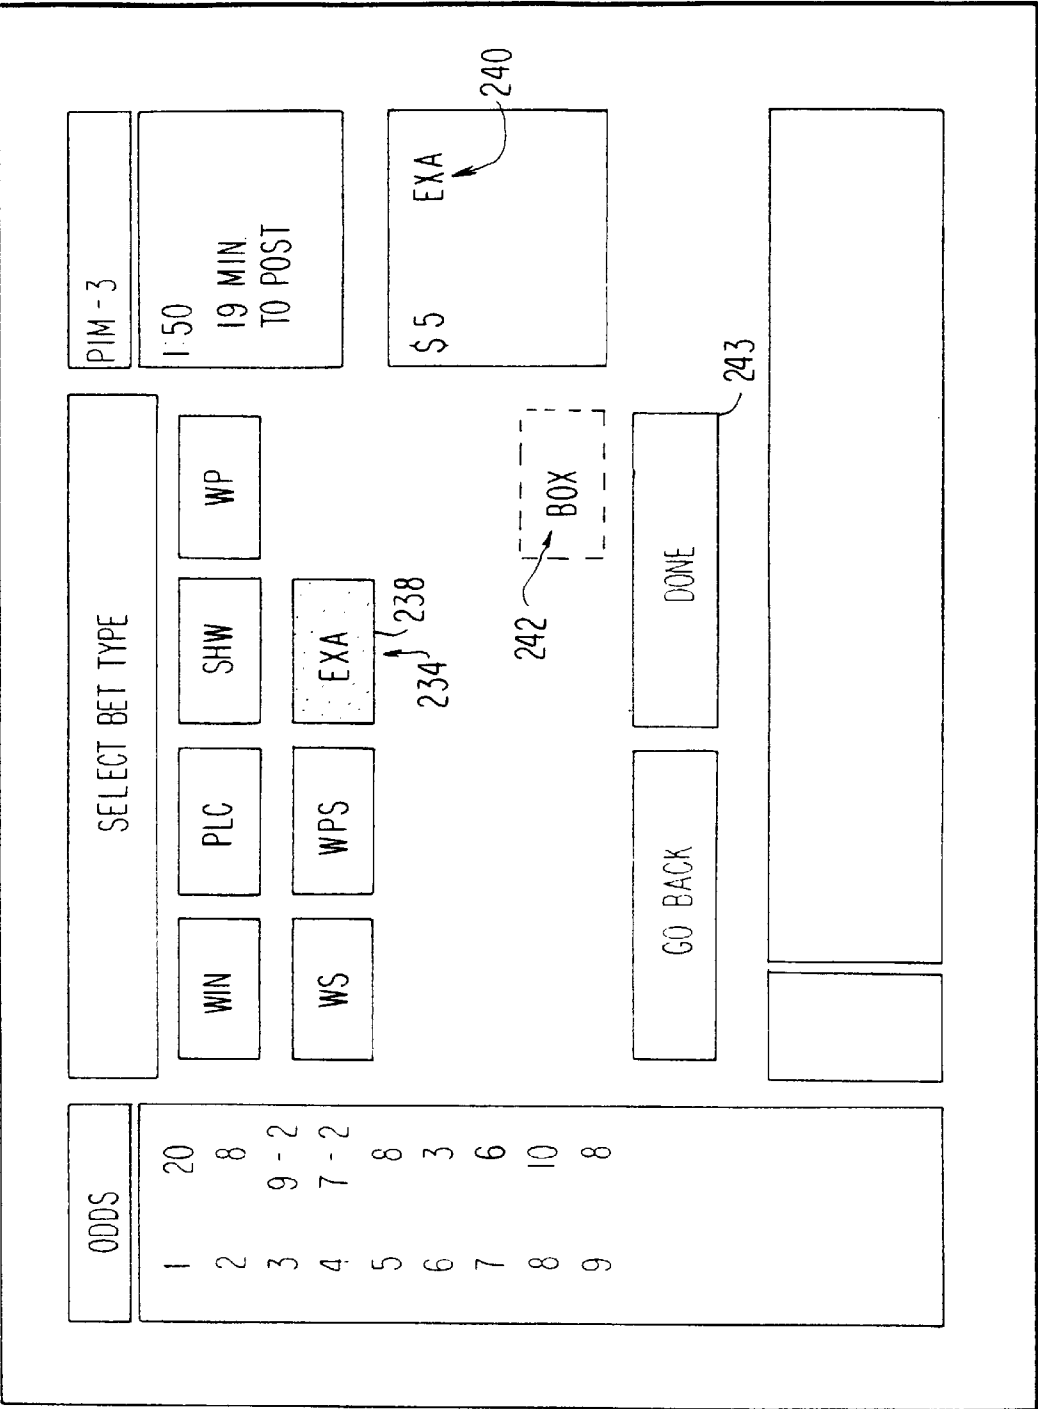 ODDS
1 20
2 8
3 9 - 2
4 7 - 2
5 8
6 3
7 6
8 10
9 8
SELECT BET TYPE
WIN PLC SHW WP
WS WPS EXA
234 238
242
BOX
GO BACK DONE
243
PIM - 3
1:50
19 MIN.
TO POST
$5 EXA
240